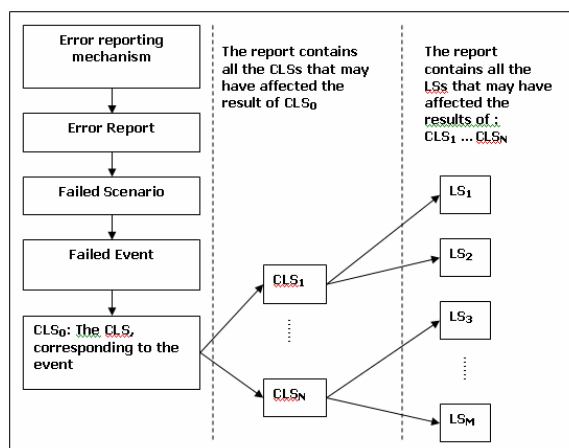 Error reporting
mechanism
Error Report
Failed Scenario
Failed Event
CLS₀: The CLS,
corresponding to the
event
The report contains
all the CLSs that may
have affected the
result of CLS₀
CLS₁
CLSN
The report
contains all the
LSs that may have
affected the
results of :
CLS₁ ... CLSN
LS₁
LS₂
LS₃
LSM